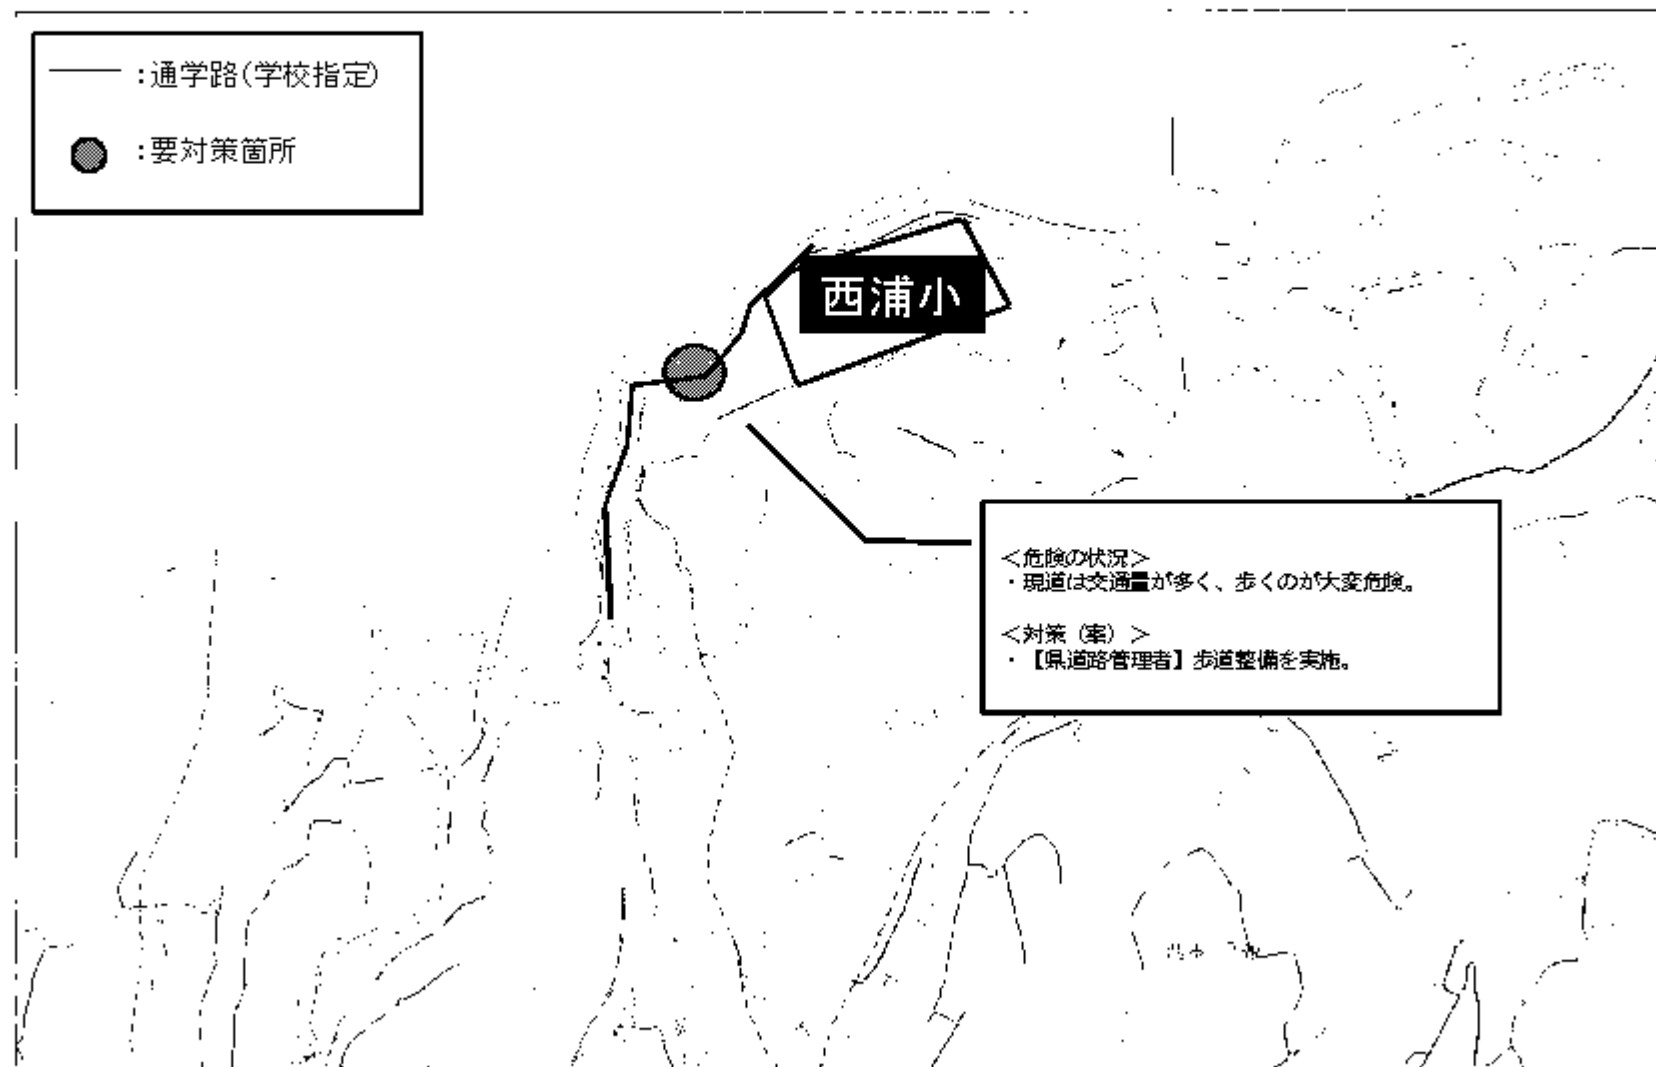 ：通学路（学校指定）
：要対策箇所
西浦小
＜危険の状況＞
・現道は交通量が多く、歩くのが大変危険。
＜対策（案）＞
・【県道路管理者】歩道整備を実施。